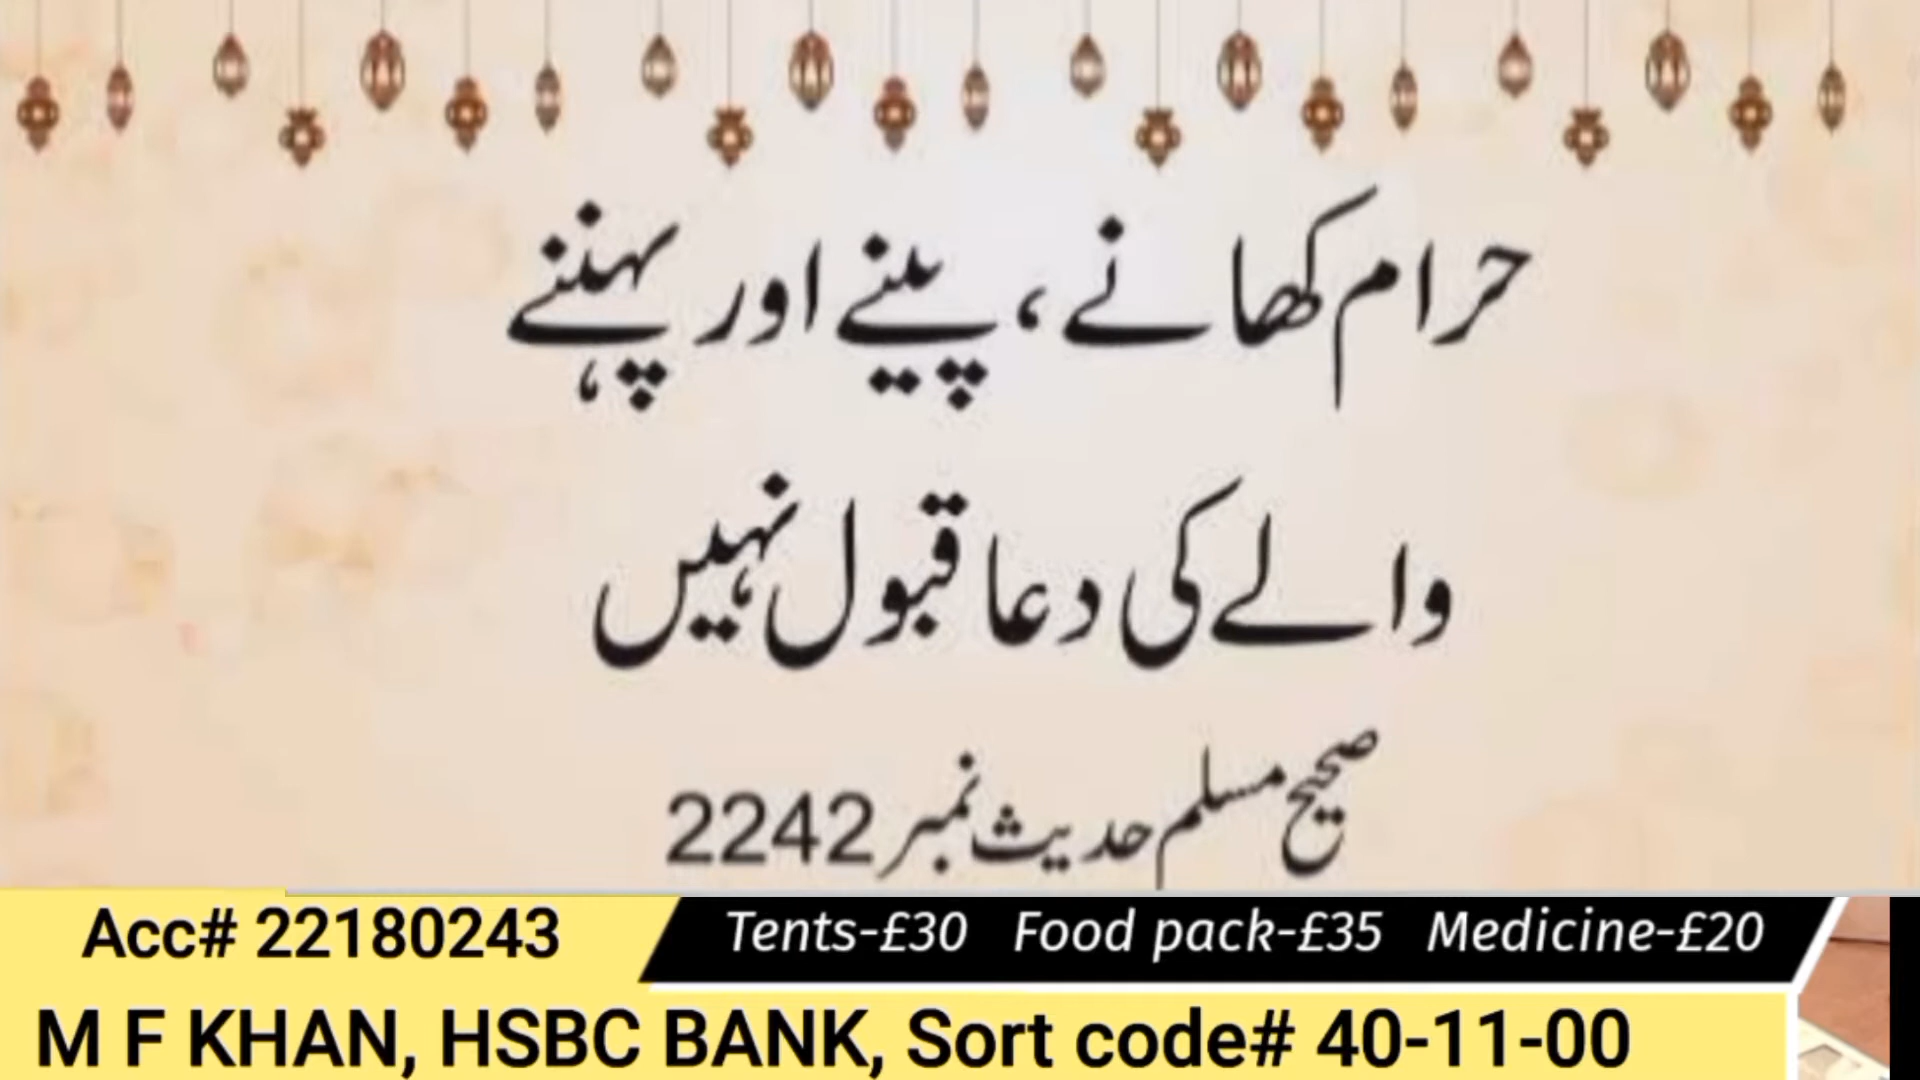 حرام کھانے، پینے اور پہننے
والے کی دعا قبول نہیں
صحیح مسلم حدیث نمبر 2242
Acc# 22180243
Tents-£30 Food pack-£35 Medicine-£20
M F KHAN, HSBC BANK, Sort code# 40-11-00